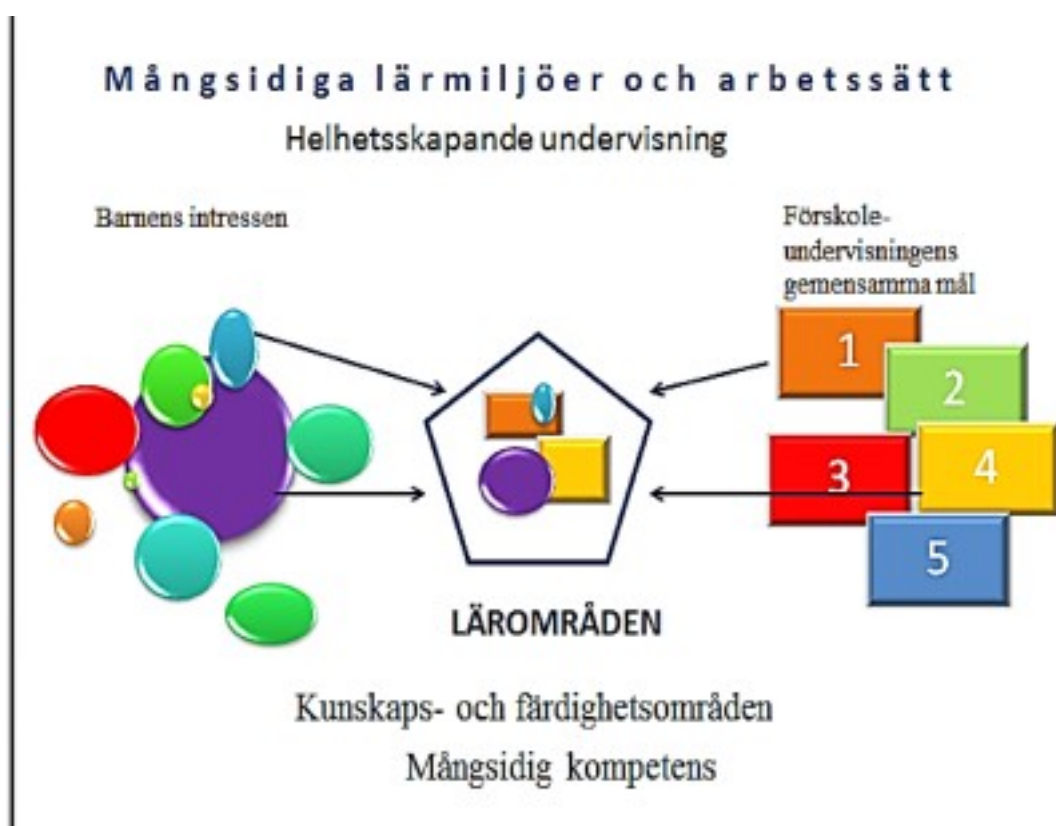 Mångsidiga lärmiljöer och arbetssätt
Helhetsskapande undervisning
Barnens intressen
Förskole-
undervisningens
gemensamma mål
1
2
3
4
5
LÄROMRÅDEN
Kunskaps- och färdighetsområden
Mångsidig kompetens